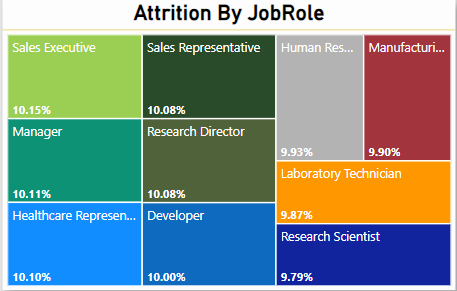 Attrition By JobRole
Sales Executive
10.15%
Manager
10.11%
Healthcare Represen...
10.10%
Sales Representative
10.08%
Research Director
10.08%
Developer
10.00%
Human Res...
9.93%
Manufacturi...
9.90%
Laboratory Technician
9.87%
Research Scientist
9.79%